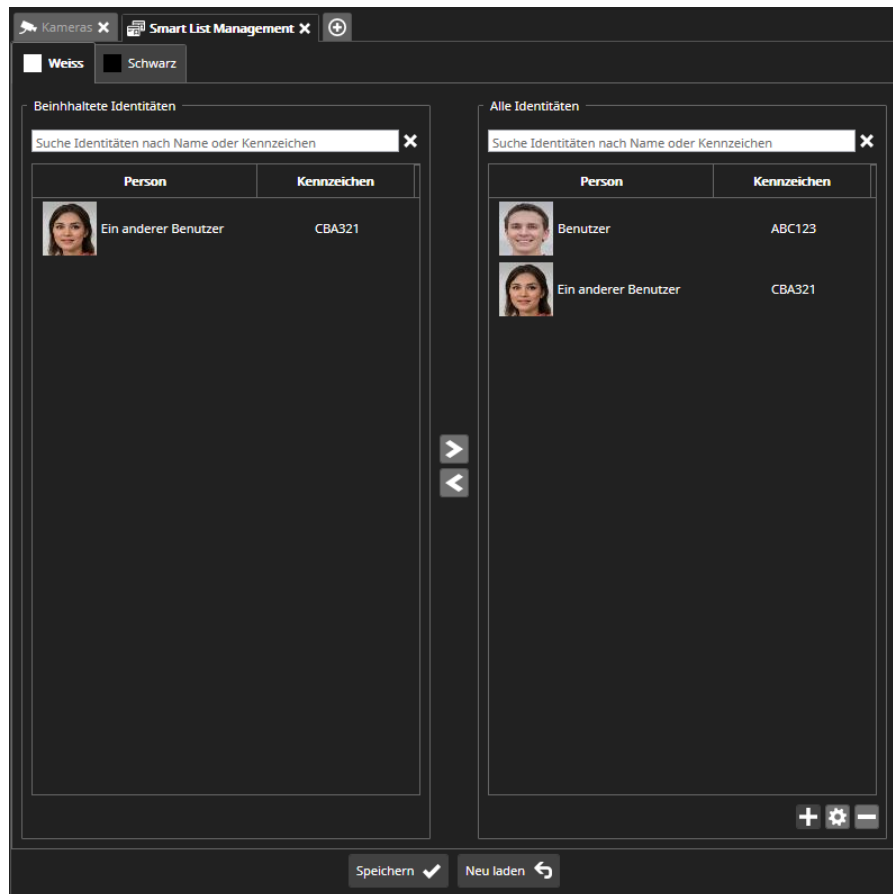 Kameras
Smart List Management
Weiss
Schwarz
Beinhhaltete Identitäten
Suche Identitäten nach Name oder Kennzeichen
Person Kennzeichen
Ein anderer Benutzer CBA321
Alle Identitäten
Suche Identitäten nach Name oder Kennzeichen
Person Kennzeichen
Benutzer ABC123
Ein anderer Benutzer CBA321
Speichern
Neu laden